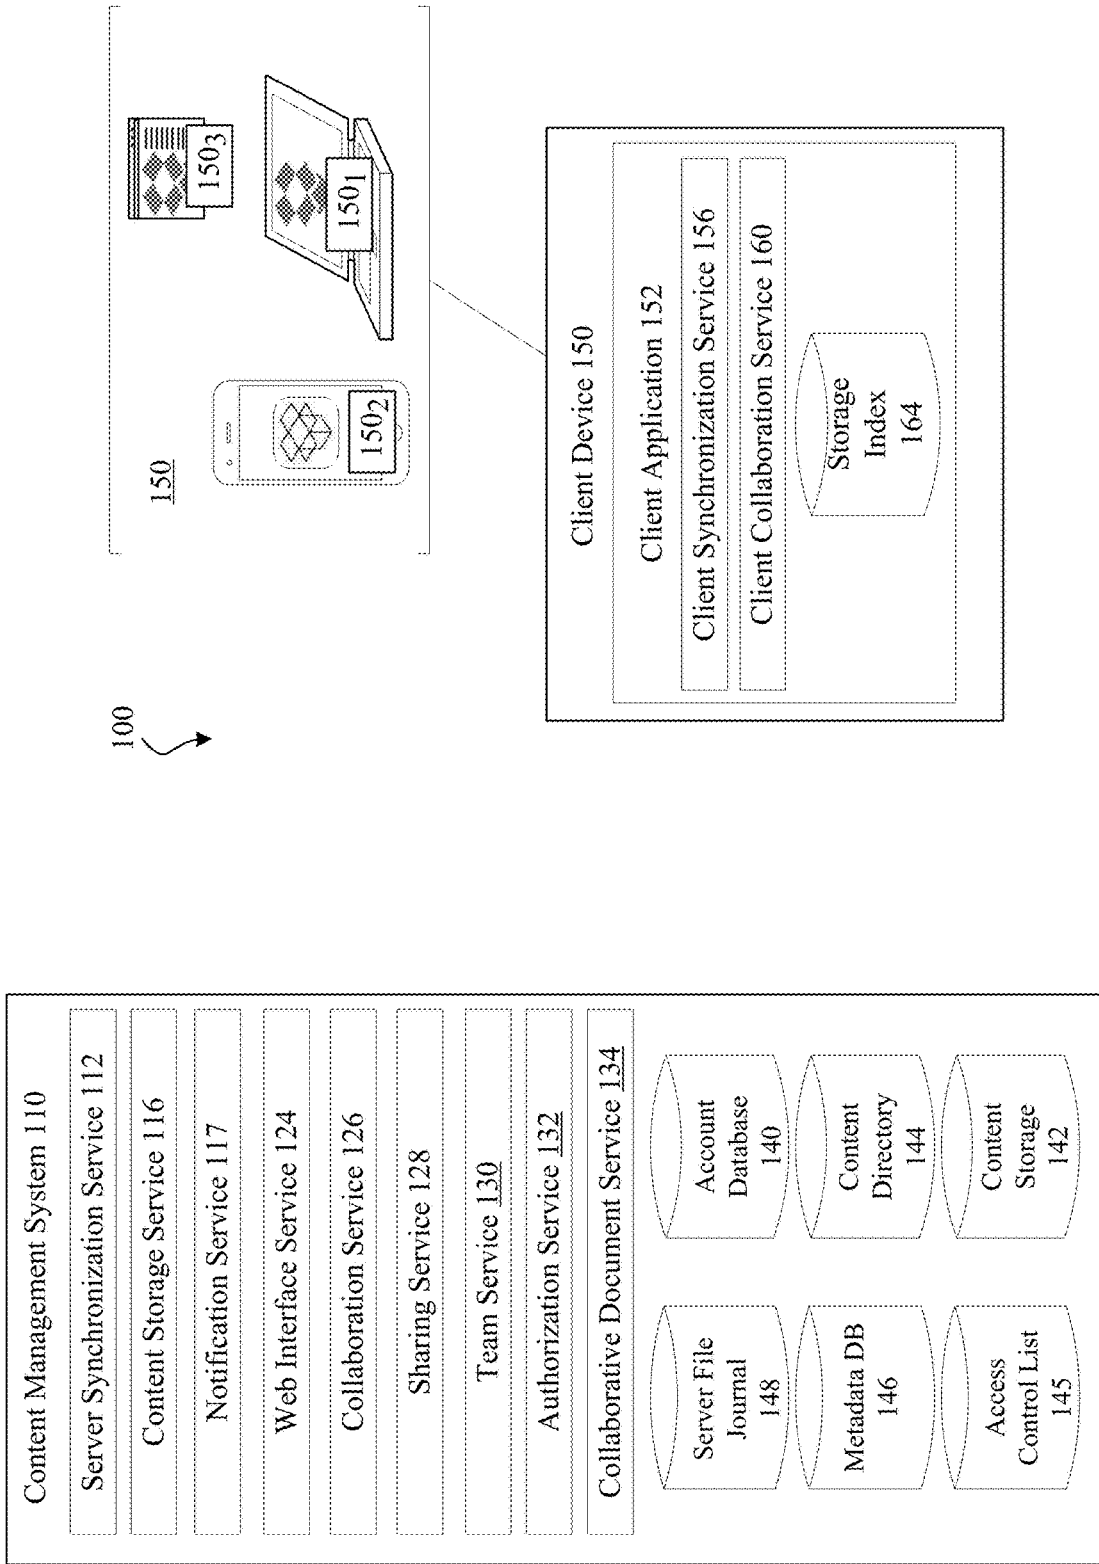 100
Content Management System 110
Server Synchronization Service 112
Content Storage Service 116
Notification Service 117
Web Interface Service 124
Collaboration Service 126
Sharing Service 128
Team Service 130
Authorization Service 132
Collaborative Document Service 134
Server File
Journal
148
Account
Database
140
Metadata DB
146
Content
Directory
144
Access
Control List
145
Content
Storage
142
150
150₂
150₁
150₃
Client Device 150
Client Application 152
Client Synchronization Service 156
Client Collaboration Service 160
Storage
Index
164